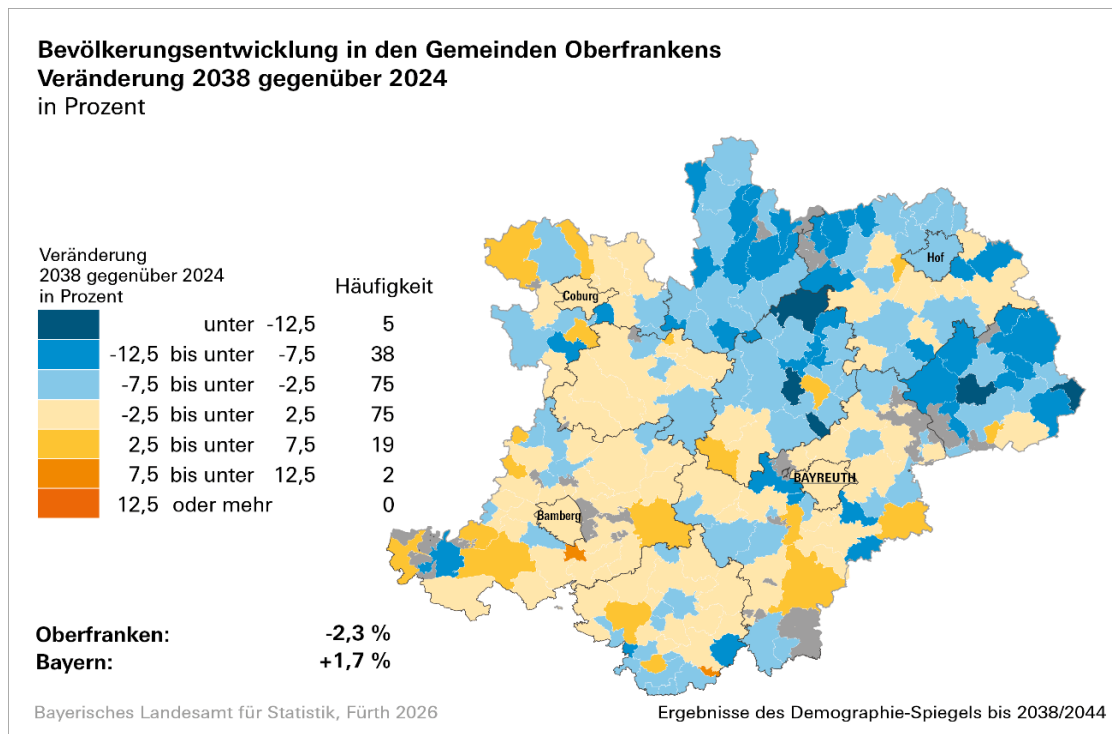 Bevölkerungsentwicklung in den Gemeinden Oberfrankens
Veränderung 2038 gegenüber 2024
in Prozent
Veränderung
2038 gegenüber 2024
in Prozent
Häufigkeit
unter -12,5 5
-12,5 bis unter -7,5 38
-7,5 bis unter -2,5 75
-2,5 bis unter 2,5 75
2,5 bis unter 7,5 19
7,5 bis unter 12,5 2
12,5 oder mehr 0
Hof
Coburg
BAYREUTH
Bamberg
Oberfranken: -2,3 %
Bayern: +1,7 %
Bayerisches Landesamt für Statistik, Fürth 2026
Ergebnisse des Demographie-Spiegels bis 2038/2044